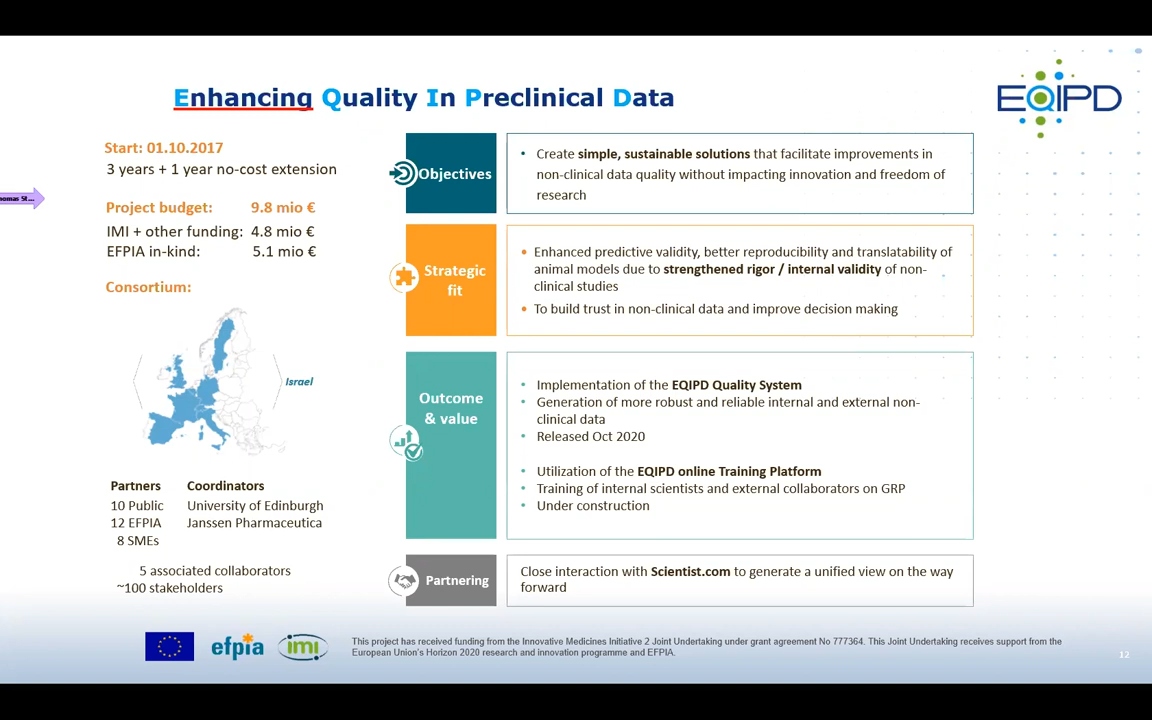 Enhancing Quality In Preclinical Data
EQIPD
Start: 01.10.2017
3 years + 1 year no-cost extension
Project budget: 9.8 mio €
IMI + other funding: 4.8 mio €
EFPIA in-kind: 5.1 mio €
Consortium:
Israel
Partners Coordinators
10 Public University of Edinburgh
12 EFPIA Janssen Pharmaceutica
8 SMEs
5 associated collaborators
~100 stakeholders
Objectives
• Create simple, sustainable solutions that facilitate improvements in
non-clinical data quality without impacting innovation and freedom of
research
Strategic
fit
• Enhanced predictive validity, better reproducibility and translatability of
animal models due to strengthened rigor / internal validity of non-
clinical studies
• To build trust in non-clinical data and improve decision making
Outcome
& value
• Implementation of the EQIPD Quality System
• Generation of more robust and reliable internal and external non-
clinical data
• Released Oct 2020
• Utilization of the EQIPD online Training Platform
• Training of internal scientists and external collaborators on GRP
• Under construction
Partnering
Close interaction with Scientist.com to generate a unified view on the way
forward
efpia
imi
This project has received funding from the Innovative Medicines Initiative 2 Joint Undertaking under grant agreement No 777364. This Joint Undertaking receives support from the
European Union's Horizon 2020 research and innovation programme and EFPIA.
12